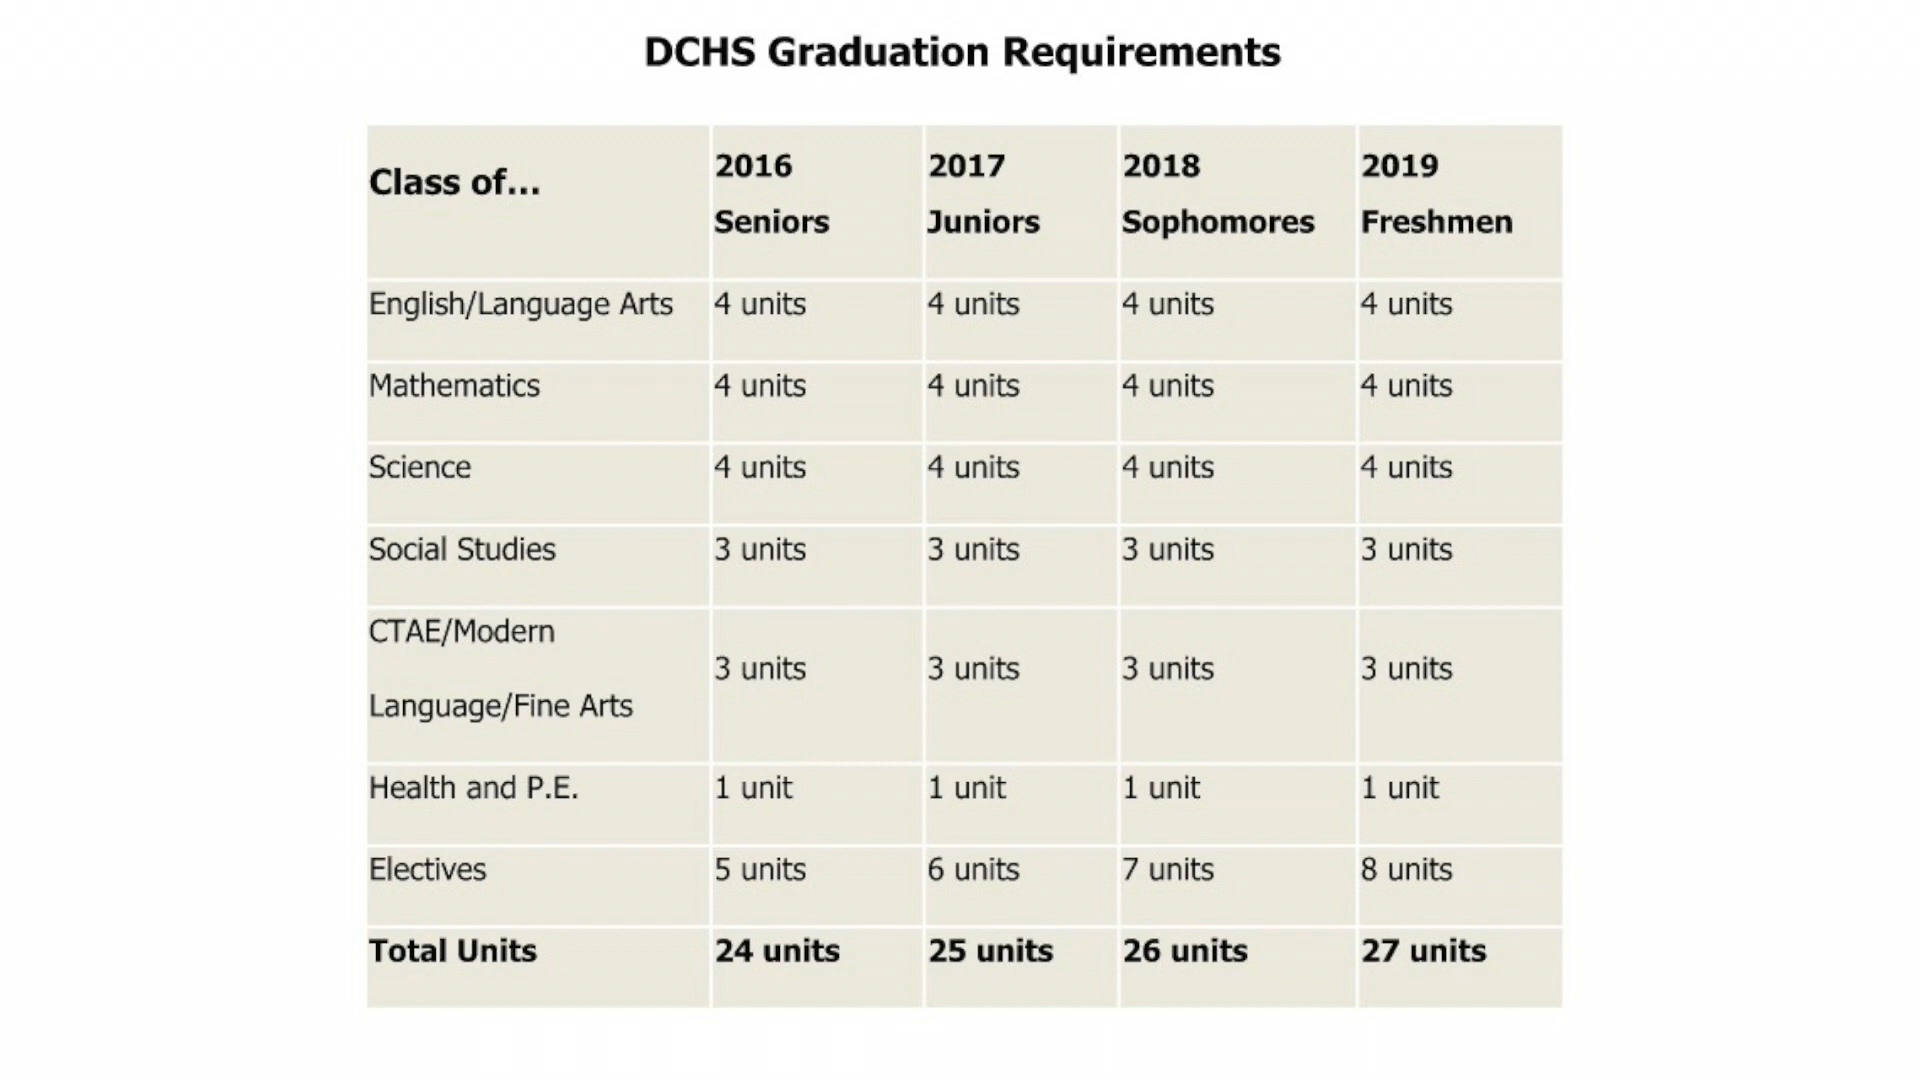 DCHS Graduation Requirements
Class of... 2016 Seniors 2017 Juniors 2018 Sophomores 2019 Freshmen
English/Language Arts 4 units 4 units 4 units 4 units
Mathematics 4 units 4 units 4 units 4 units
Science 4 units 4 units 4 units 4 units
Social Studies 3 units 3 units 3 units 3 units
CTAE/Modern Language/Fine Arts 3 units 3 units 3 units 3 units
Health and P.E. 1 unit 1 unit 1 unit 1 unit
Electives 5 units 6 units 7 units 8 units
Total Units 24 units 25 units 26 units 27 units